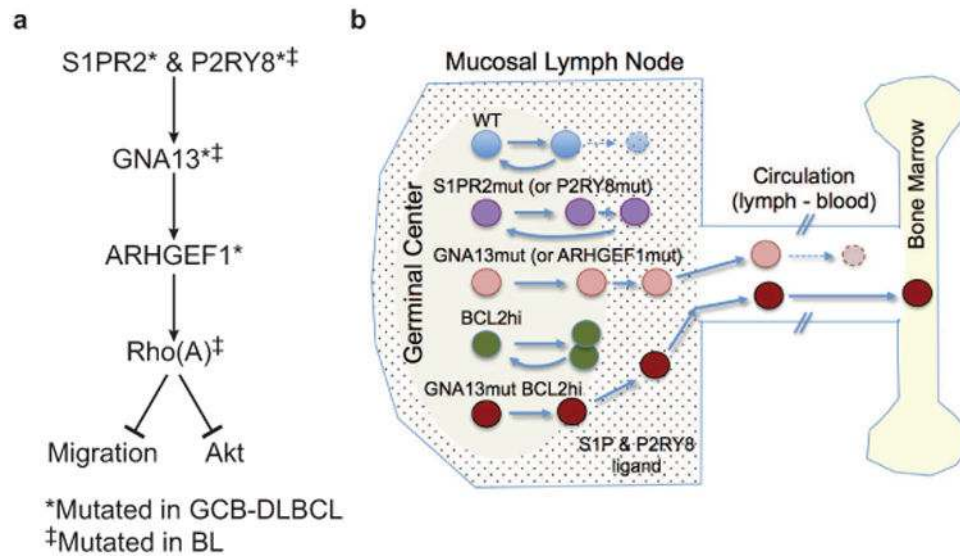 a
S1PR2* & P2RY8*‡
GNA13*‡
ARHGEF1*
Rho(A)‡
Migration Akt
*Mutated in GCB-DLBCL
‡Mutated in BL
b
Mucosal Lymph Node
Germinal Center
WT
S1PR2mut (or P2RY8mut)
GNA13mut (or ARHGEF1mut)
BCL2hi
GNA13mut BCL2hi
S1P & P2RY8
ligand
Circulation
(lymph - blood)
Bone Marrow